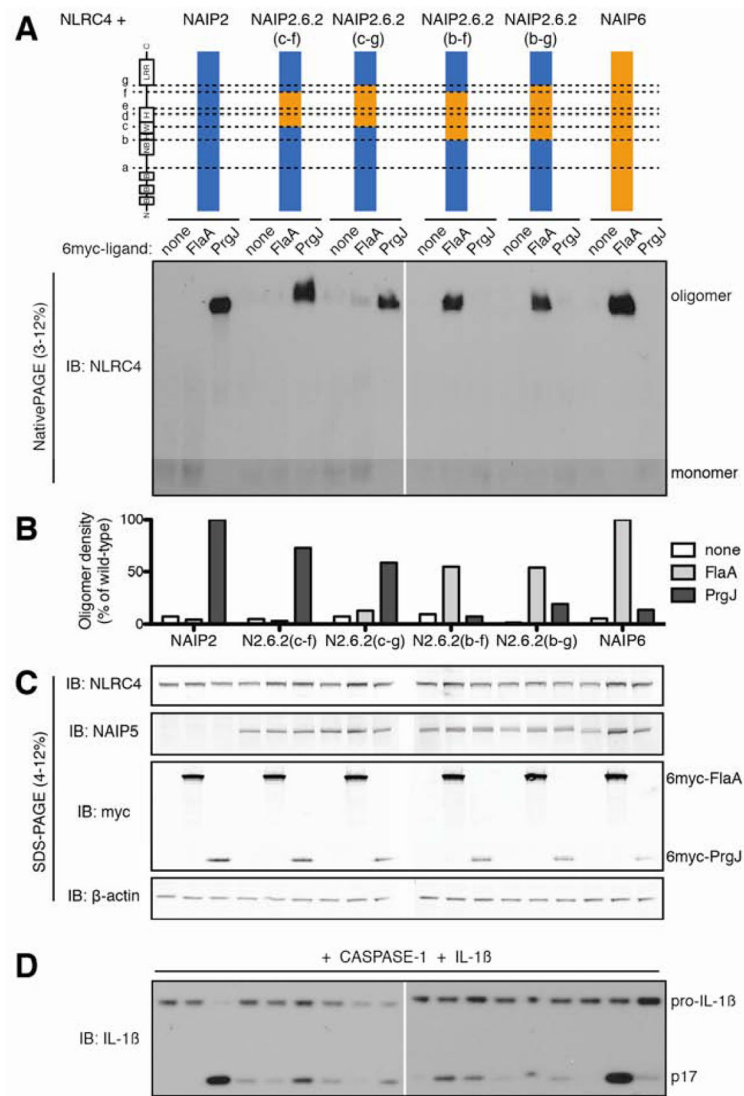 A
NLRC4 + NAIP2 NAIP2.6.2 (c-f) NAIP2.6.2 (c-g) NAIP2.6.2 (b-f) NAIP2.6.2 (b-g) NAIP6
C
LRR
g
f
e
d
H
c
W
b
NB
a
N
6myc-ligand: none FlaA PrgJ none FlaA PrgJ none FlaA PrgJ none FlaA PrgJ none FlaA PrgJ none FlaA PrgJ
NativePAGE (3-12%)
IB: NLRC4
oligomer
monomer
B
Oligomer density
(% of wild-type)
100
50
0
none
FlaA
PrgJ
NAIP2 N2.6.2(c-f) N2.6.2(c-g) N2.6.2(b-f) N2.6.2(b-g) NAIP6
C
SDS-PAGE (4-12%)
IB: NLRC4
IB: NAIP5
IB: myc
6myc-FlaA
6myc-PrgJ
IB: β-actin
D
+ CASPASE-1 + IL-1ß
IB: IL-1ß
pro-IL-1ß
p17